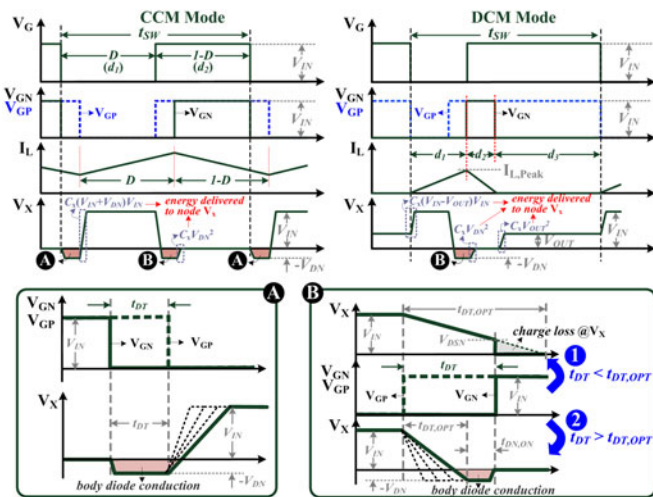 CCM Mode
DCM Mode
V_G
t_SW
D
(d_1)
1-D
(d_2)
V_IN
V_G
t_SW
V_IN
V_GN
V_GP
V_GP
V_GN
V_IN
V_GN
V_GP
V_GP
V_GN
V_IN
I_L
D
1-D
I_L
d_1
d_2
d_3
I_L,Peak
V_X
C_X(V_IN+V_DN)V_IN
energy delivered
to node V_x
C_XV_DN^2
V_IN
-V_DN
A
B
A
V_X
C_X(V_IN-V_OUT)V_IN
energy delivered
to node V_x
C_XV_DN^2
C_XV_OUT^2
V_IN
V_OUT
-V_DN
B
A
V_GN
V_GP
t_DT
V_IN
V_GN
V_GP
V_X
t_DT
V_IN
-V_DN
body diode conduction
B
V_X
t_DT,OPT
V_IN
V_DSN
charge loss @V_X
1
t_DT < t_DT,OPT
V_GN
V_GP
t_DT
V_GP
V_GN
V_IN
2
t_DT > t_DT,OPT
V_X
t_DT,OPT
t_DN,ON
V_IN
-V_DN
body diode conduction